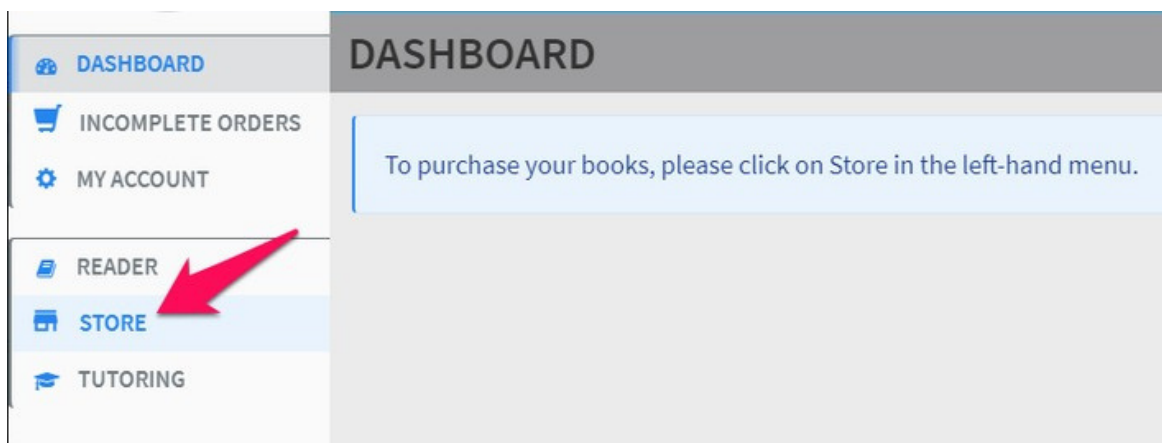 DASHBOARD
INCOMPLETE ORDERS
MY ACCOUNT
READER
STORE
TUTORING
DASHBOARD
To purchase your books, please click on Store in the left-hand menu.